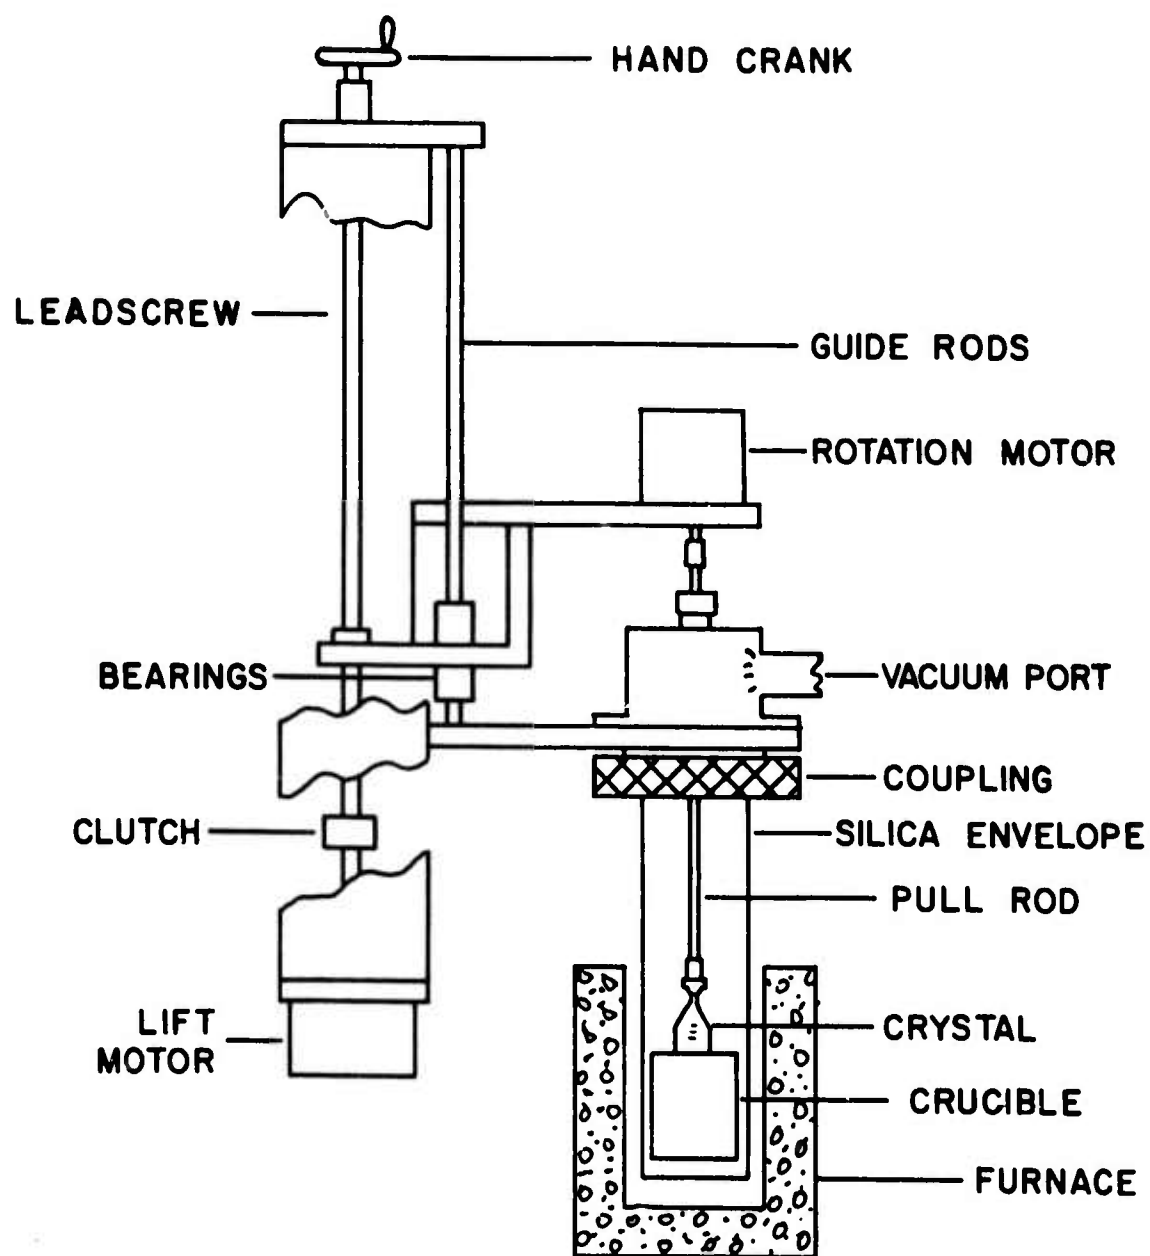 HAND CRANK
LEADSCREW
GUIDE RODS
ROTATION MOTOR
BEARINGS
VACUUM PORT
COUPLING
CLUTCH
SILICA ENVELOPE
PULL ROD
LIFT
MOTOR
CRYSTAL
CRUCIBLE
FURNACE